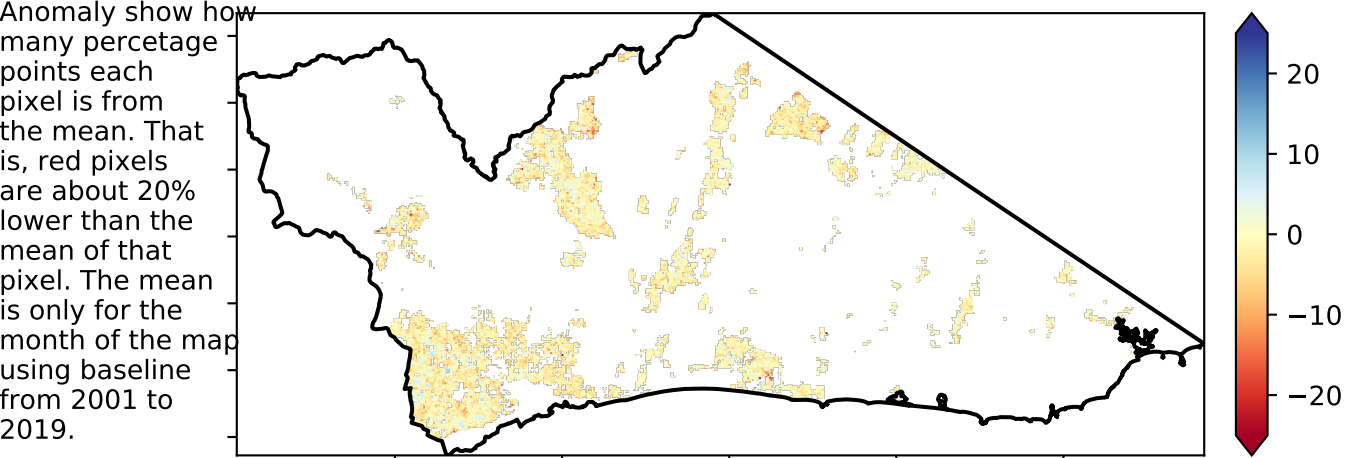 Anomaly show how
many percetage
points each
pixel is from
the mean. That
is, red pixels
are about 20%
lower than the
mean of that
pixel. The mean
is only for the
month of the map
using baseline
from 2001 to
2019.
20
10
0
−10
−20